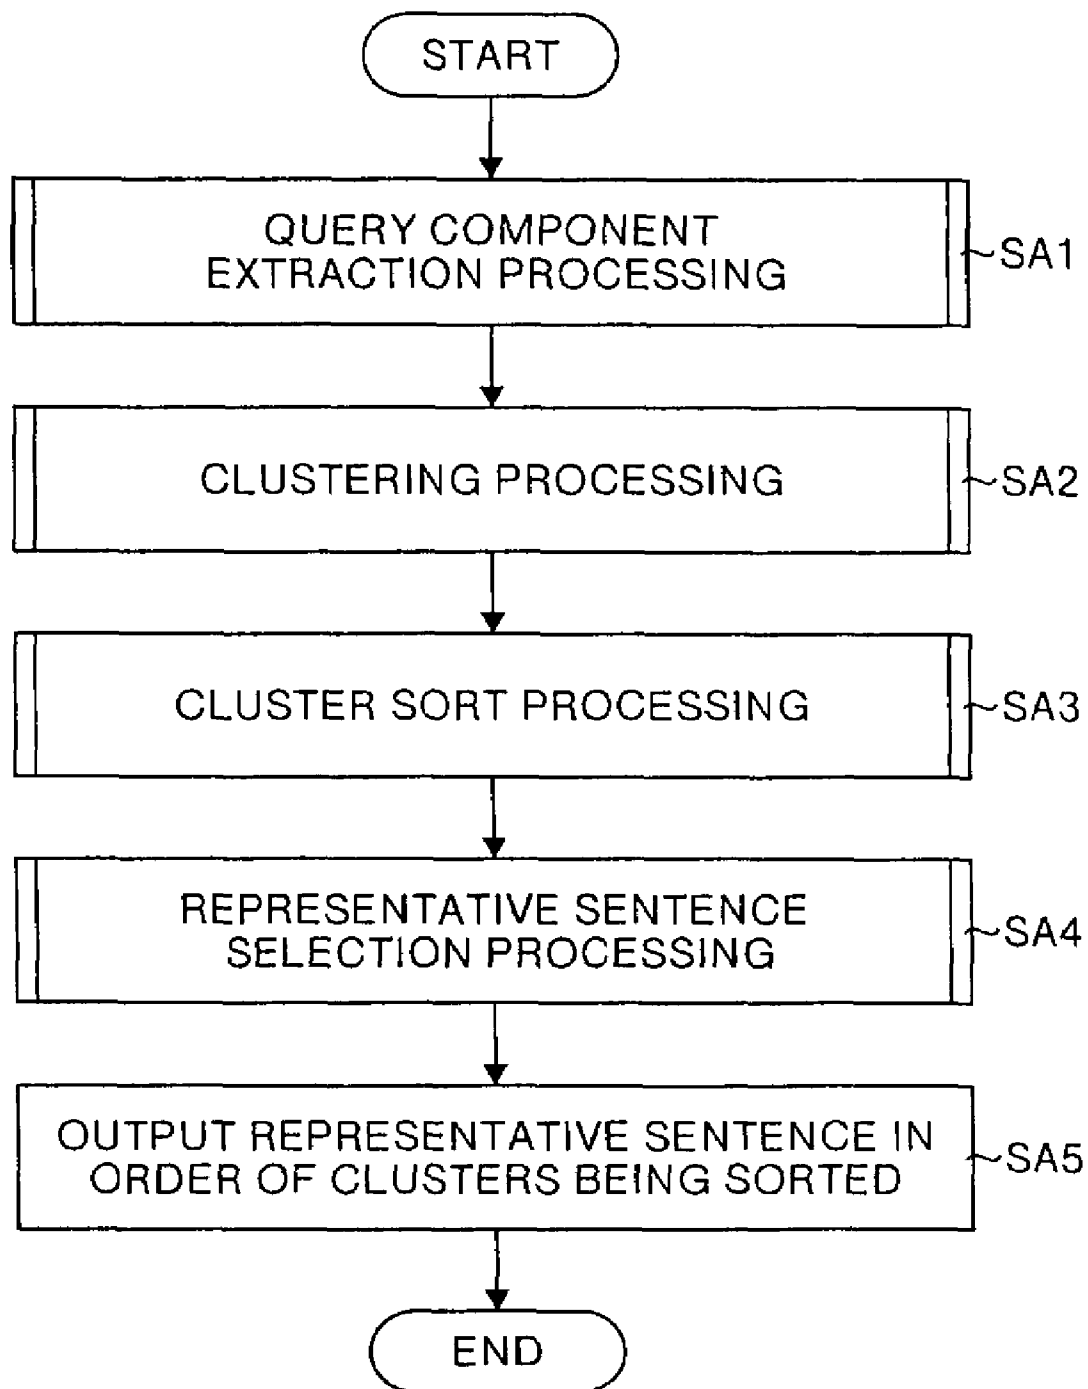 START
QUERY COMPONENT
EXTRACTION PROCESSING
SA1
CLUSTERING PROCESSING
SA2
CLUSTER SORT PROCESSING
SA3
REPRESENTATIVE SENTENCE
SELECTION PROCESSING
SA4
OUTPUT REPRESENTATIVE SENTENCE IN
ORDER OF CLUSTERS BEING SORTED
SA5
END